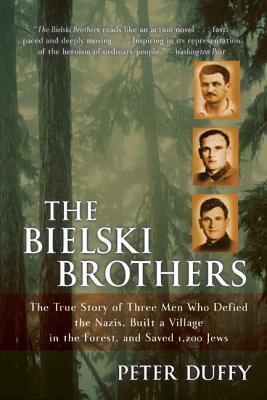 "The Bielski Brothers reads like an action novel . . . fast-
paced and deeply moving. . . . Inspiring in its representation
of the heroism of ordinary people." —Washington Post
THE
BIELSKI
BROTHERS
The True Story of Three Men Who Defied
the Nazis, Built a Village
in the Forest, and Saved 1,200 Jews
PETER DUFFY